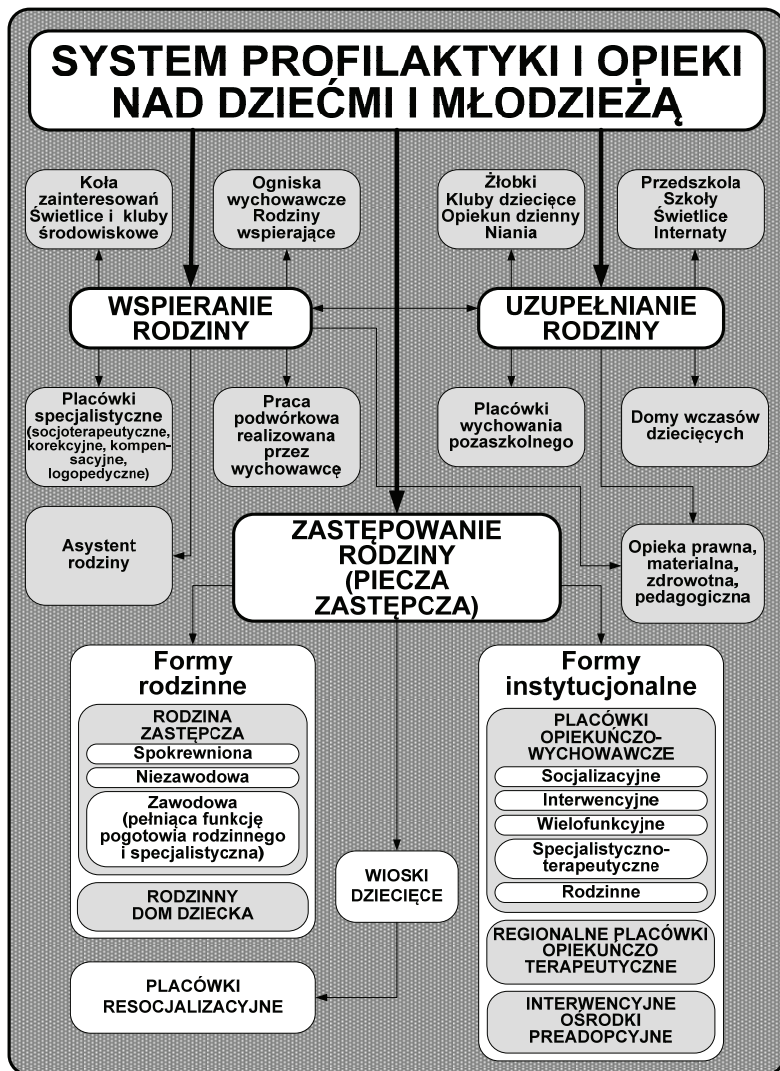 SYSTEM PROFILAKTYKI I OPIEKI
NAD DZIEĆMI I MŁODZIEŻĄ
Koła
zainteresowań
Świetlice i kluby
środowiskowe
Ogniska
wychowawcze
Rodziny
wspierające
Żłobki
Kluby dziecięce
Opiekun dzienny
Niania
Przedszkola
Szkoły
Świetlice
Internaty
WSPIERANIE
RODZINY
UZUPEŁNIANIE
RODZINY
Placówki
specjalistyczne
(socjoterapeutyczne,
korekcyjne, kompen-
sacyjne,
logopedyczne)
Praca
podwórkowa
realizowana
przez
wychowawcę
Placówki
wychowania
pozaszkolnego
Domy wczasów
dziecięcych
Asystent
rodziny
ZASTĘPOWANIE
RODZINY
(PIECZA
ZASTĘPCZA)
Opieka prawna,
materialna,
zdrowotna,
pedagogiczna
Formy
rodzinne
RODZINA
ZASTĘPCZA
Spokrewniona
Niezawodowa
Zawodowa
(pełniąca funkcję
pogotowia rodzinnego
i specjalistyczna)
RODZINNY
DOM DZIECKA
WIOSKI
DZIECIĘCE
PLACÓWKI
RESOCJALIZACYJNE
Formy
instytucjonalne
PLACÓWKI
OPIEKUŃCZO-
WYCHOWAWCZE
Socjalizacyjne
Interwencyjne
Wielofunkcyjne
Specjalistyczno-
terapeutyczne
Rodzinne
REGIONALNE PLACÓWKI
OPIEKUŃCZO
TERAPEUTYCZNE
INTERWENCYJNE
OŚRODKI
PREADOPCYJNE